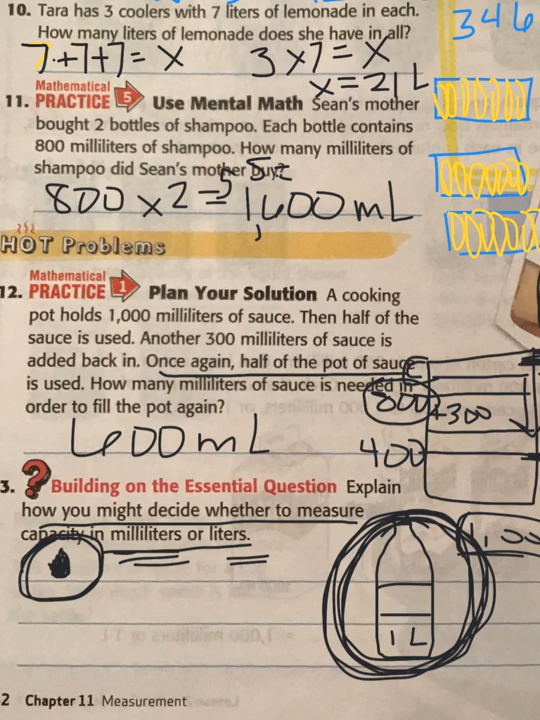 10. Tara has 3 coolers with 7 liters of lemonade in each.
How many liters of lemonade does she have in all?
346
7+7+7=x 3x7=x
x=21L
Mathematical
11. PRACTICE 5 Use Mental Math Sean's mother
bought 2 bottles of shampoo. Each bottle contains
800 milliliters of shampoo. How many milliliters of
shampoo did Sean's mother buy?
800 x 2 = 1,600 mL
HOT Problems
Mathematical
12. PRACTICE 1 Plan Your Solution A cooking
pot holds 1,000 milliliters of sauce. Then half of the
sauce is used. Another 300 milliliters of sauce is
added back in. Once again, half of the pot of sauce
is used. How many milliliters of sauce is needed in
order to fill the pot again?
+300
600 mL 400
3. ? Building on the Essential Question Explain
how you might decide whether to measure
capacity in milliliters or liters.
1 L
2 Chapter 11 Measurement